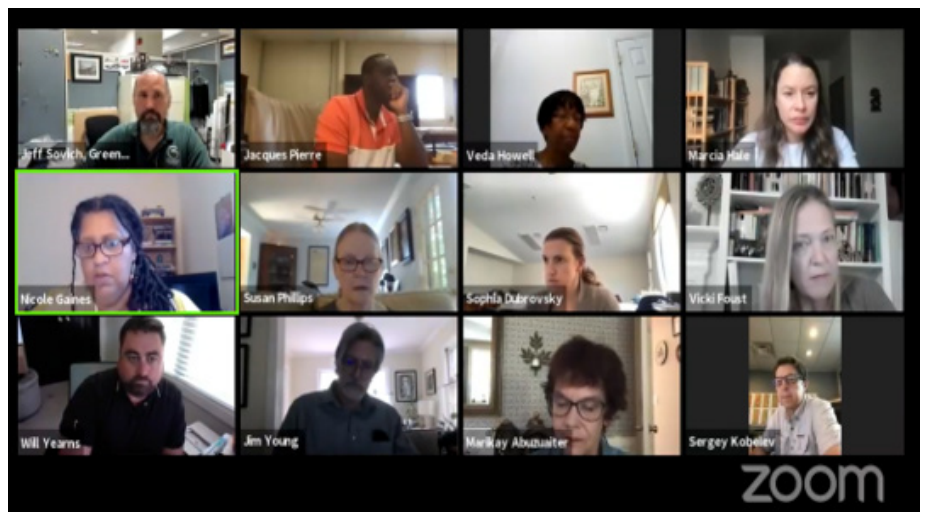 Jeff Sovich, Green...
Jacques Pierre
Veda Howell
Marcia Hale
Nicole Gaines
Susan Phillips
Sophia Dubrovsky
Vicki Foust
Will Yearns
Jim Young
Marikay Abuzuaiter
Sergey Kobelev
zoom